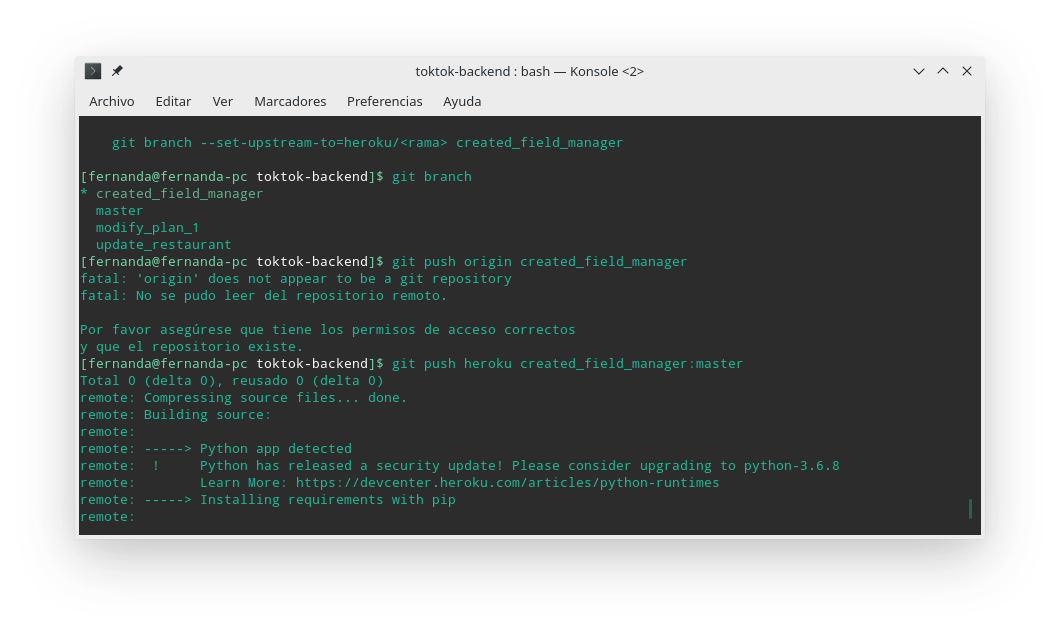 toktok-backend : bash — Konsole <2>
Archivo Editar Ver Marcadores Preferencias Ayuda
git branch --set-upstream-to=heroku/<rama> created_field_manager
[fernanda@fernanda-pc toktok-backend]$ git branch
* created_field_manager
master
modify_plan_1
update_restaurant
[fernanda@fernanda-pc toktok-backend]$ git push origin created_field_manager
fatal: 'origin' does not appear to be a git repository
fatal: No se pudo leer del repositorio remoto.
Por favor asegúrese que tiene los permisos de acceso correctos
y que el repositorio existe.
[fernanda@fernanda-pc toktok-backend]$ git push heroku created_field_manager:master
Total 0 (delta 0), reusado 0 (delta 0)
remote: Compressing source files... done.
remote: Building source:
remote:
remote: -----> Python app detected
remote:  !     Python has released a security update! Please consider upgrading to python-3.6.8
remote:        Learn More: https://devcenter.heroku.com/articles/python-runtimes
remote: -----> Installing requirements with pip
remote: